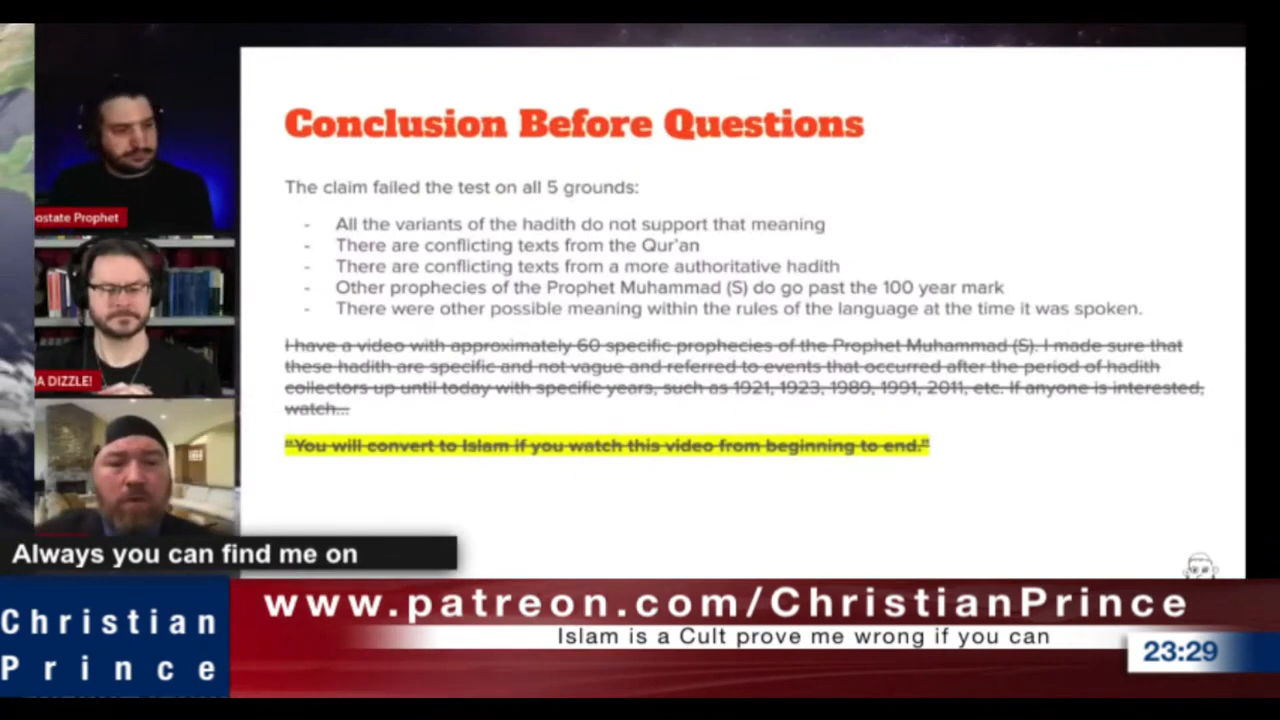 Conclusion Before Questions
The claim failed the test on all 5 grounds:
- All the variants of the hadith do not support that meaning
- There are conflicting texts from the Qur'an
- There are conflicting texts from a more authoritative hadith
- Other prophecies of the Prophet Muhammad (S) do go past the 100 year mark
- There were other possible meaning within the rules of the language at the time it was spoken.
I have a video with approximately 60 specific prophecies of the Prophet Muhammad (S). I made sure that
these hadith are specific and not vague and referred to events that occurred after the period of hadith
collectors up until today with specific years, such as 1921, 1923, 1989, 1991, 2011, etc. If anyone is interested,
watch...
"You will convert to Islam if you watch this video from beginning to end."
ostate Prophet
IA DIZZLE!
Always you can find me on
www.patreon.com/ChristianPrince
Islam is a Cult prove me wrong if you can
Christian
Prince
23:29